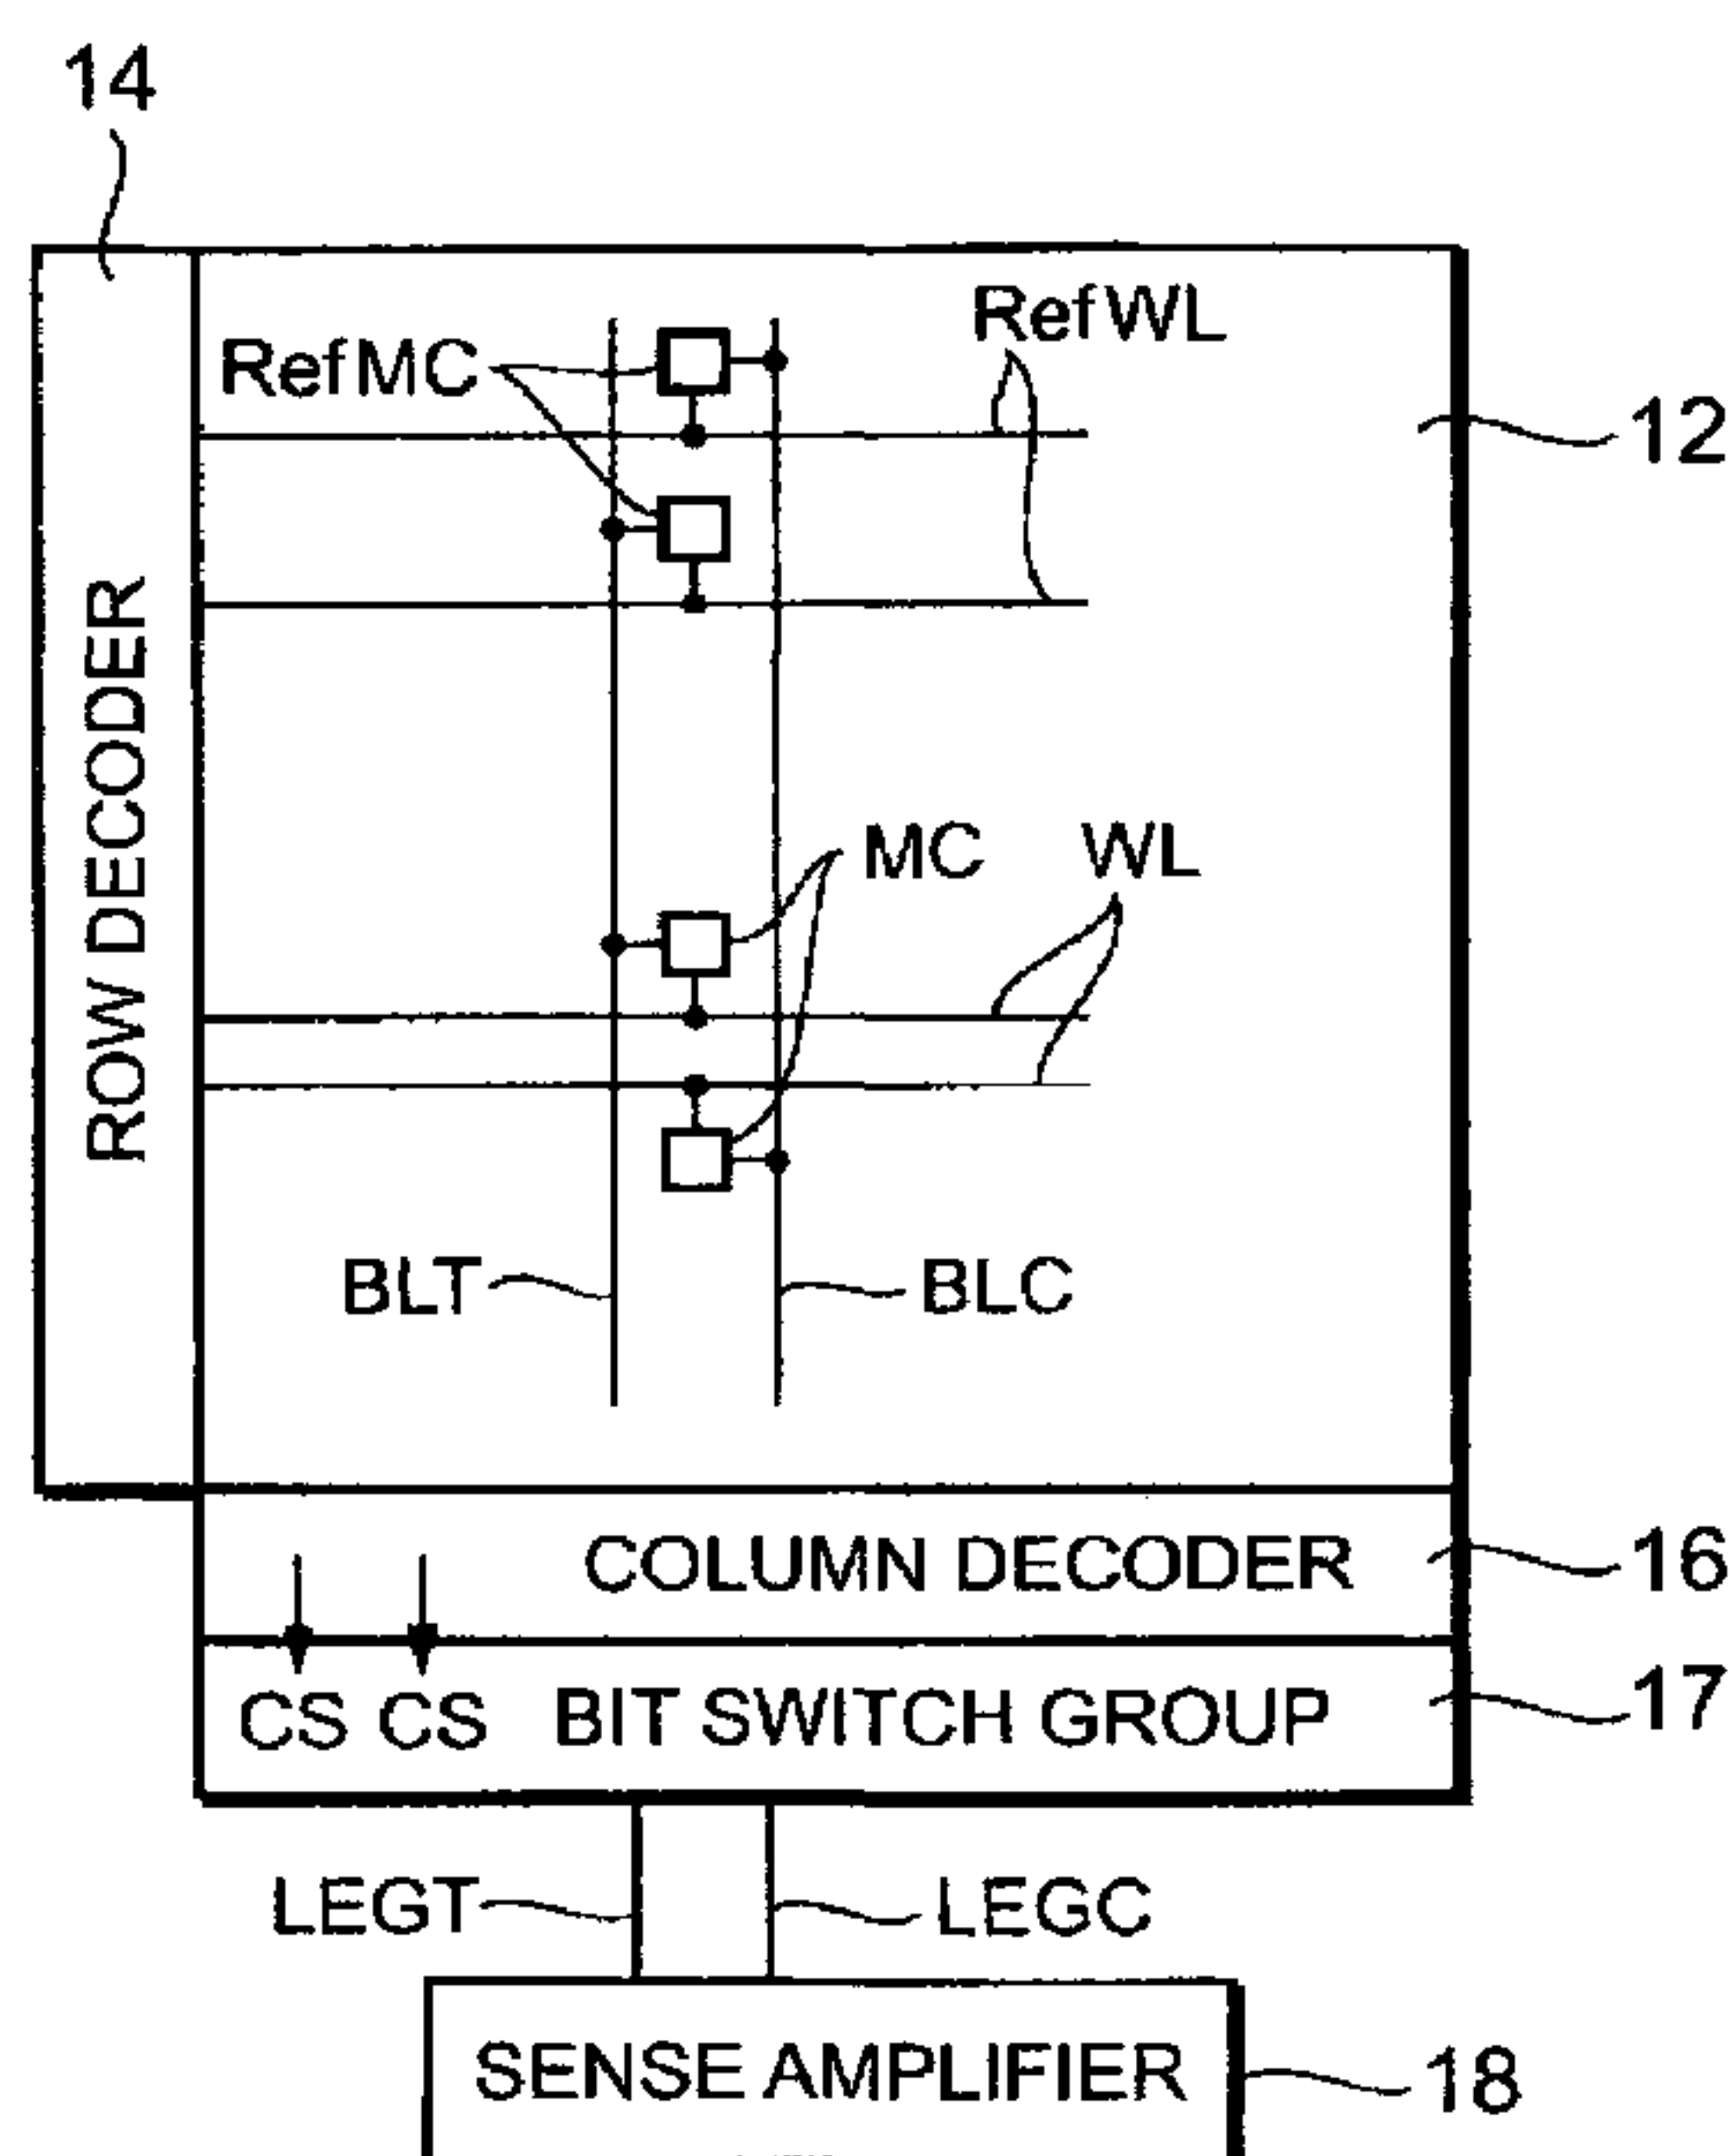 14
RefWL
RefMC
12
ROW DECODER
MC
WL
BLT
BLC
COLUMN DECODER
16
CS CS BIT SWITCH GROUP
17
LEGT
LEGC
SENSE AMPLIFIER
18